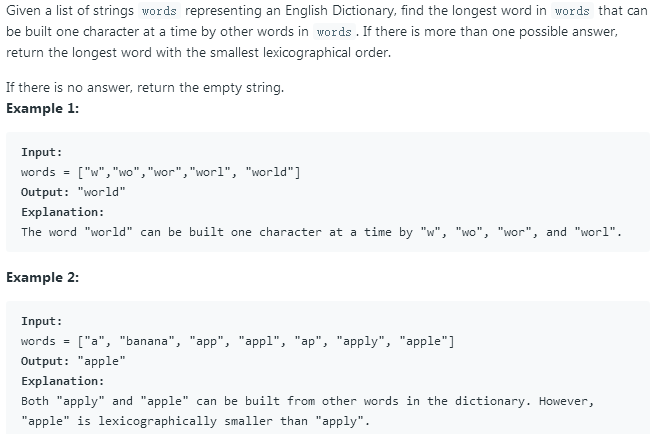 Given a list of strings words representing an English Dictionary, find the longest word in words that can
be built one character at a time by other words in words . If there is more than one possible answer,
return the longest word with the smallest lexicographical order.
If there is no answer, return the empty string.
Example 1:
Input:
words = ["w","wo","wor","worl", "world"]
Output: "world"
Explanation:
The word "world" can be built one character at a time by "w", "wo", "wor", and "worl".
Example 2:
Input:
words = ["a", "banana", "app", "appl", "ap", "apply", "apple"]
Output: "apple"
Explanation:
Both "apply" and "apple" can be built from other words in the dictionary. However,
"apple" is lexicographically smaller than "apply".